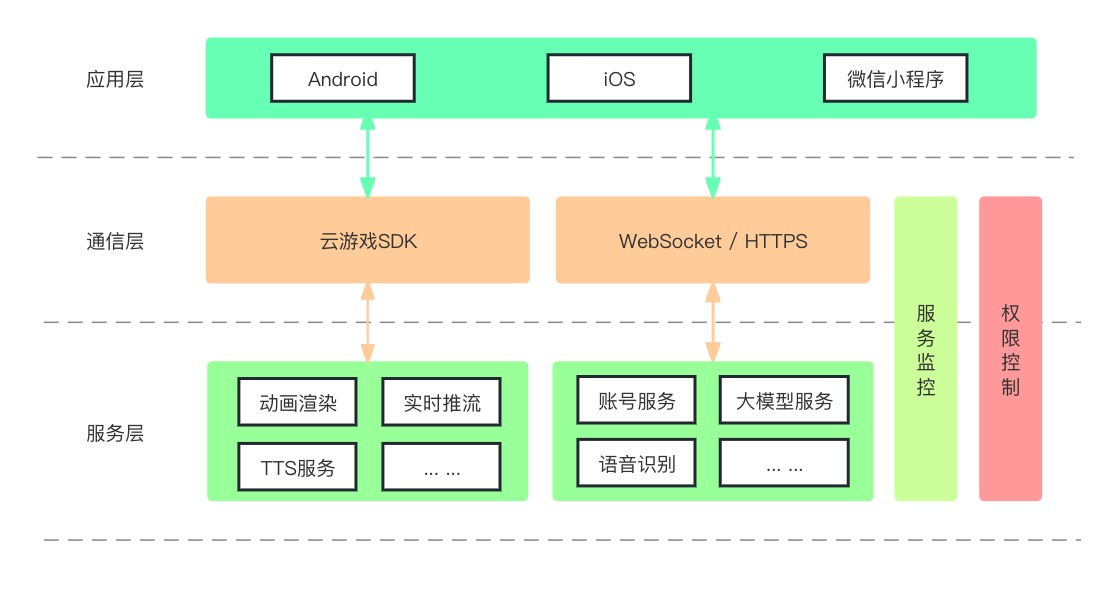 应用层
Android
iOS
微信小程序
通信层
云游戏SDK
WebSocket / HTTPS
服务监控
权限控制
服务层
动画渲染
实时推流
TTS服务
... ...
账号服务
大模型服务
语音识别
... ...